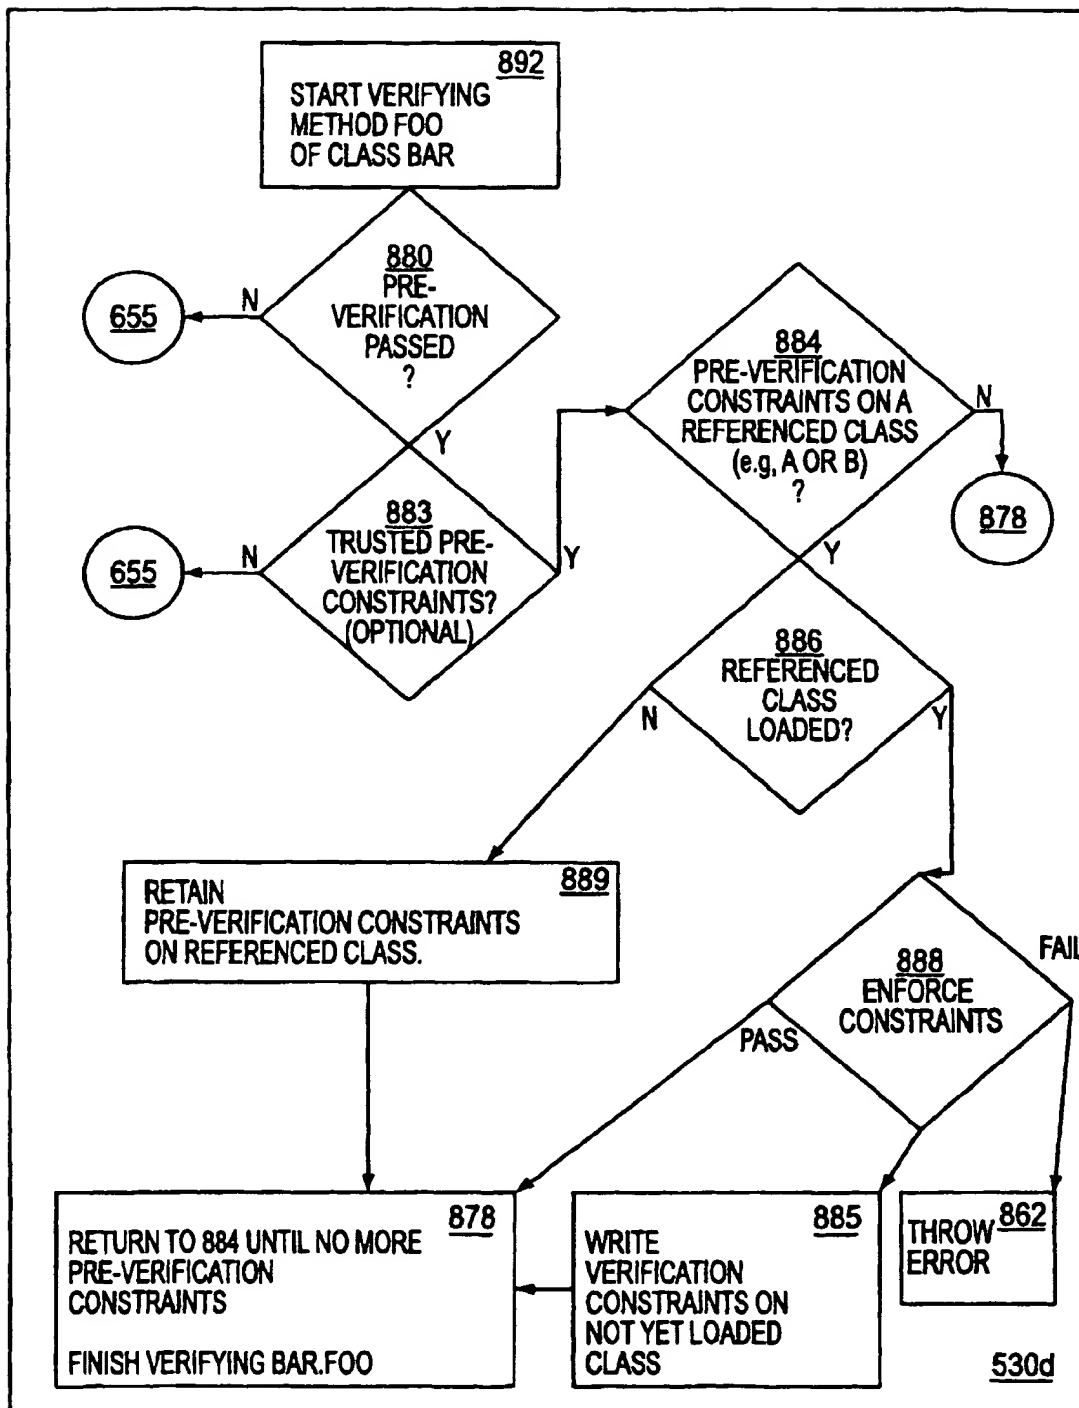 892
START VERIFYING
METHOD FOO
OF CLASS BAR
880
PRE-
VERIFICATION
PASSED
?
N
655
Y
883
TRUSTED PRE-
VERIFICATION
CONSTRAINTS?
(OPTIONAL)
N
655
Y
884
PRE-VERIFICATION
CONSTRAINTS ON A
REFERENCED CLASS
(e.g, A OR B)
?
N
878
Y
886
REFERENCED
CLASS
LOADED?
N
Y
889
RETAIN
PRE-VERIFICATION CONSTRAINTS
ON REFERENCED CLASS.
888
ENFORCE
CONSTRAINTS
FAIL
PASS
878
RETURN TO 884 UNTIL NO MORE
PRE-VERIFICATION
CONSTRAINTS
FINISH VERIFYING BAR.FOO
885
WRITE
VERIFICATION
CONSTRAINTS ON
NOT YET LOADED
CLASS
862
THROW
ERROR
530d